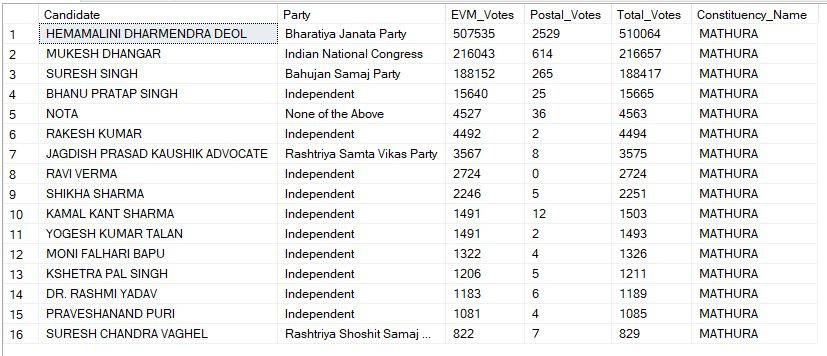 Candidate Party EVM_Votes Postal_Votes Total_Votes Constituency_Name
1 HEMAMALINI DHARMENDRA DEOL Bharatiya Janata Party 507535 2529 510064 MATHURA
2 MUKESH DHANGAR Indian National Congress 216043 614 216657 MATHURA
3 SURESH SINGH Bahujan Samaj Party 188152 265 188417 MATHURA
4 BHANU PRATAP SINGH Independent 15640 25 15665 MATHURA
5 NOTA None of the Above 4527 36 4563 MATHURA
6 RAKESH KUMAR Independent 4492 2 4494 MATHURA
7 JAGDISH PRASAD KAUSHIK ADVOCATE Rashtriya Samta Vikas Party 3567 8 3575 MATHURA
8 RAVI VERMA Independent 2724 0 2724 MATHURA
9 SHIKHA SHARMA Independent 2246 5 2251 MATHURA
10 KAMAL KANT SHARMA Independent 1491 12 1503 MATHURA
11 YOGESH KUMAR TALAN Independent 1491 2 1493 MATHURA
12 MONI FALHARI BAPU Independent 1322 4 1326 MATHURA
13 KSHETRA PAL SINGH Independent 1206 5 1211 MATHURA
14 DR. RASHMI YADAV Independent 1183 6 1189 MATHURA
15 PRAVESHANAND PURI Independent 1081 4 1085 MATHURA
16 SURESH CHANDRA VAGHEL Rashtriya Shoshit Samaj ... 822 7 829 MATHURA